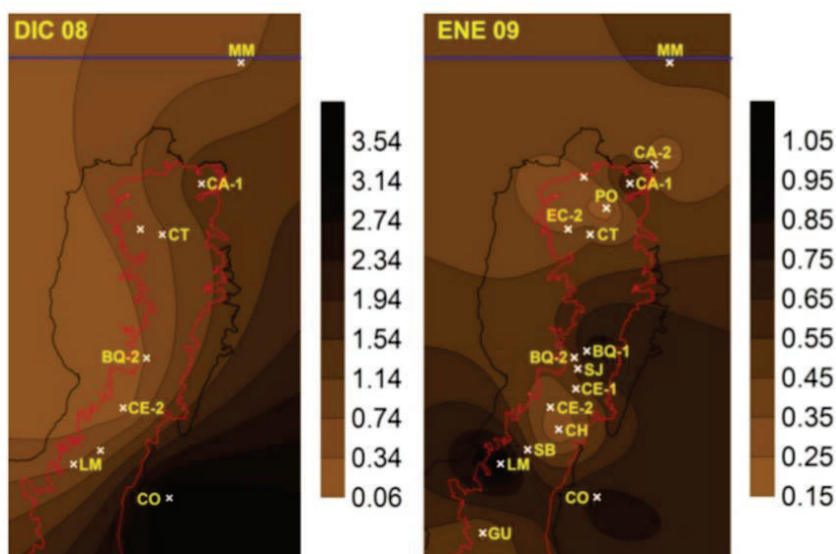 DIC 08
MM
CA-1
CT
BQ-2
CE-2
LM
CO
3.54
3.14
2.74
2.34
1.94
1.54
1.14
0.74
0.34
0.06
ENE 09
MM
CA-2
CA-1
PO
EC-2
CT
BQ-1
BQ-2
SJ
CE-1
CE-2
CH
SB
LM
CO
GU
1.05
0.95
0.85
0.75
0.65
0.55
0.45
0.35
0.25
0.15